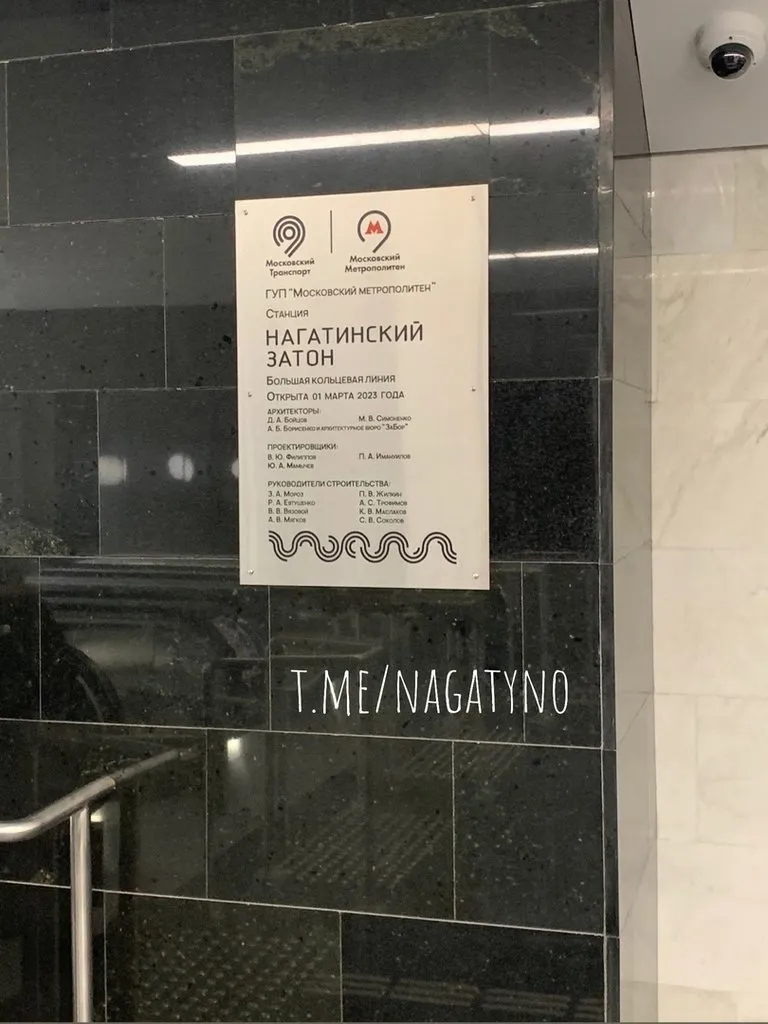 Московский
Транспорт
Московский
Метрополитен
ГУП "Московский метрополитен"
Станция
НАГАТИНСКИЙ
ЗАТОН
Большая кольцевая линия
Открыта 01 марта 2023 года
АРХИТЕКТОРЫ:
Д. А. Бойцов М. В. Симоненко
А. Б. Борисенко и архитектурное бюро "ЗаБор"
ПРОЕКТИРОВЩИКИ:
В. Ю. Филиппов П. А. Имануилов
Ю. А. Мамычев
РУКОВОДИТЕЛИ СТРОИТЕЛЬСТВА:
З. А. Мороз П. В. Жилкин
Р. А. Евтушенко А. С. Трофимов
В. В. Вязовой К. В. Маслаков
А. В. Мягков С. В. Соколов
T.ME/NAGATYNO